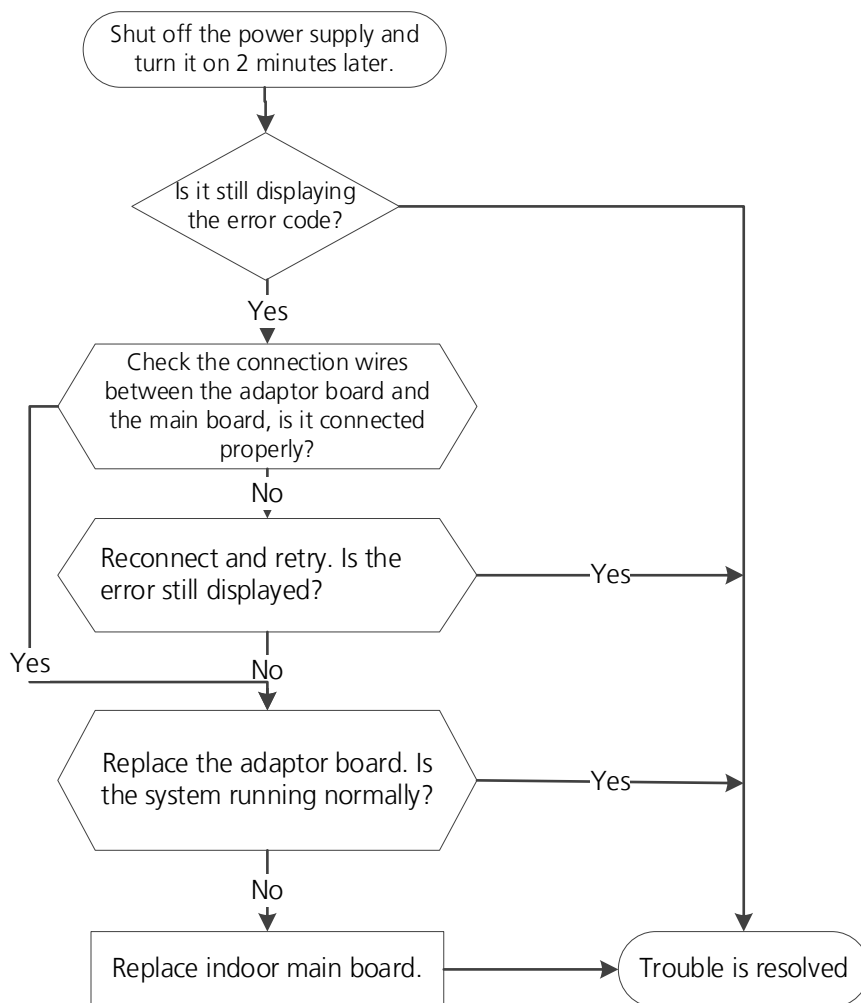 Shut off the power supply and
turn it on 2 minutes later.
Is it still displaying
the error code?
Yes
Check the connection wires
between the adaptor board and
the main board, is it connected
properly?
No
Reconnect and retry. Is the
error still displayed?
Yes
Yes
No
Replace the adaptor board. Is
the system running normally?
Yes
No
Replace indoor main board.
Trouble is resolved